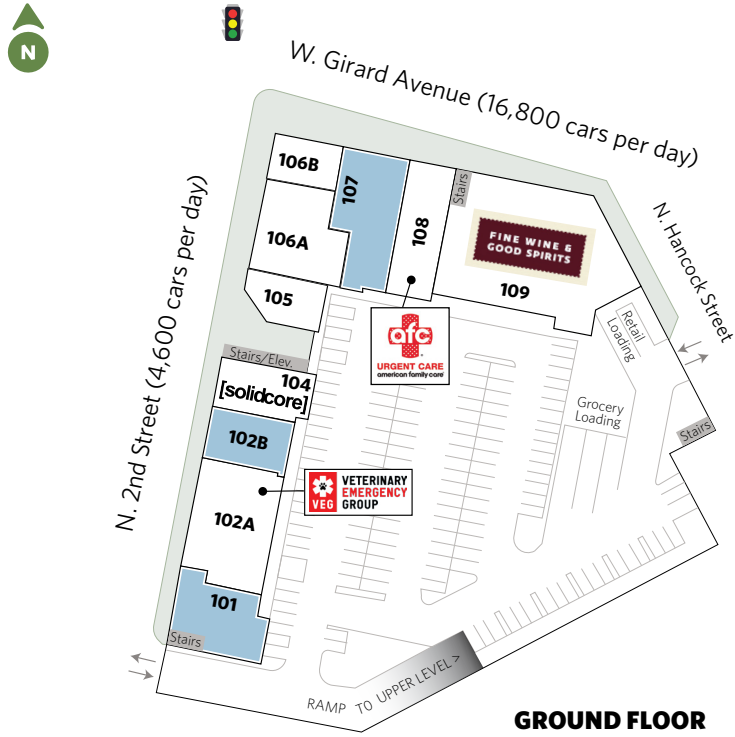 N
W. Girard Avenue (16,800 cars per day)
N. 2nd Street (4,600 cars per day)
N. Hancock Street
106B
107
108
Stairs
106A
FINE WINE &
GOOD SPIRITS
109
105
Retail
Loading
afc
URGENT CARE
american family care
Stairs/Elev.
104
[solidcore]
Grocery
Loading
Stairs
102B
VEG
VETERINARY
EMERGENCY
GROUP
102A
101
Stairs
RAMP TO UPPER LEVEL >
GROUND FLOOR